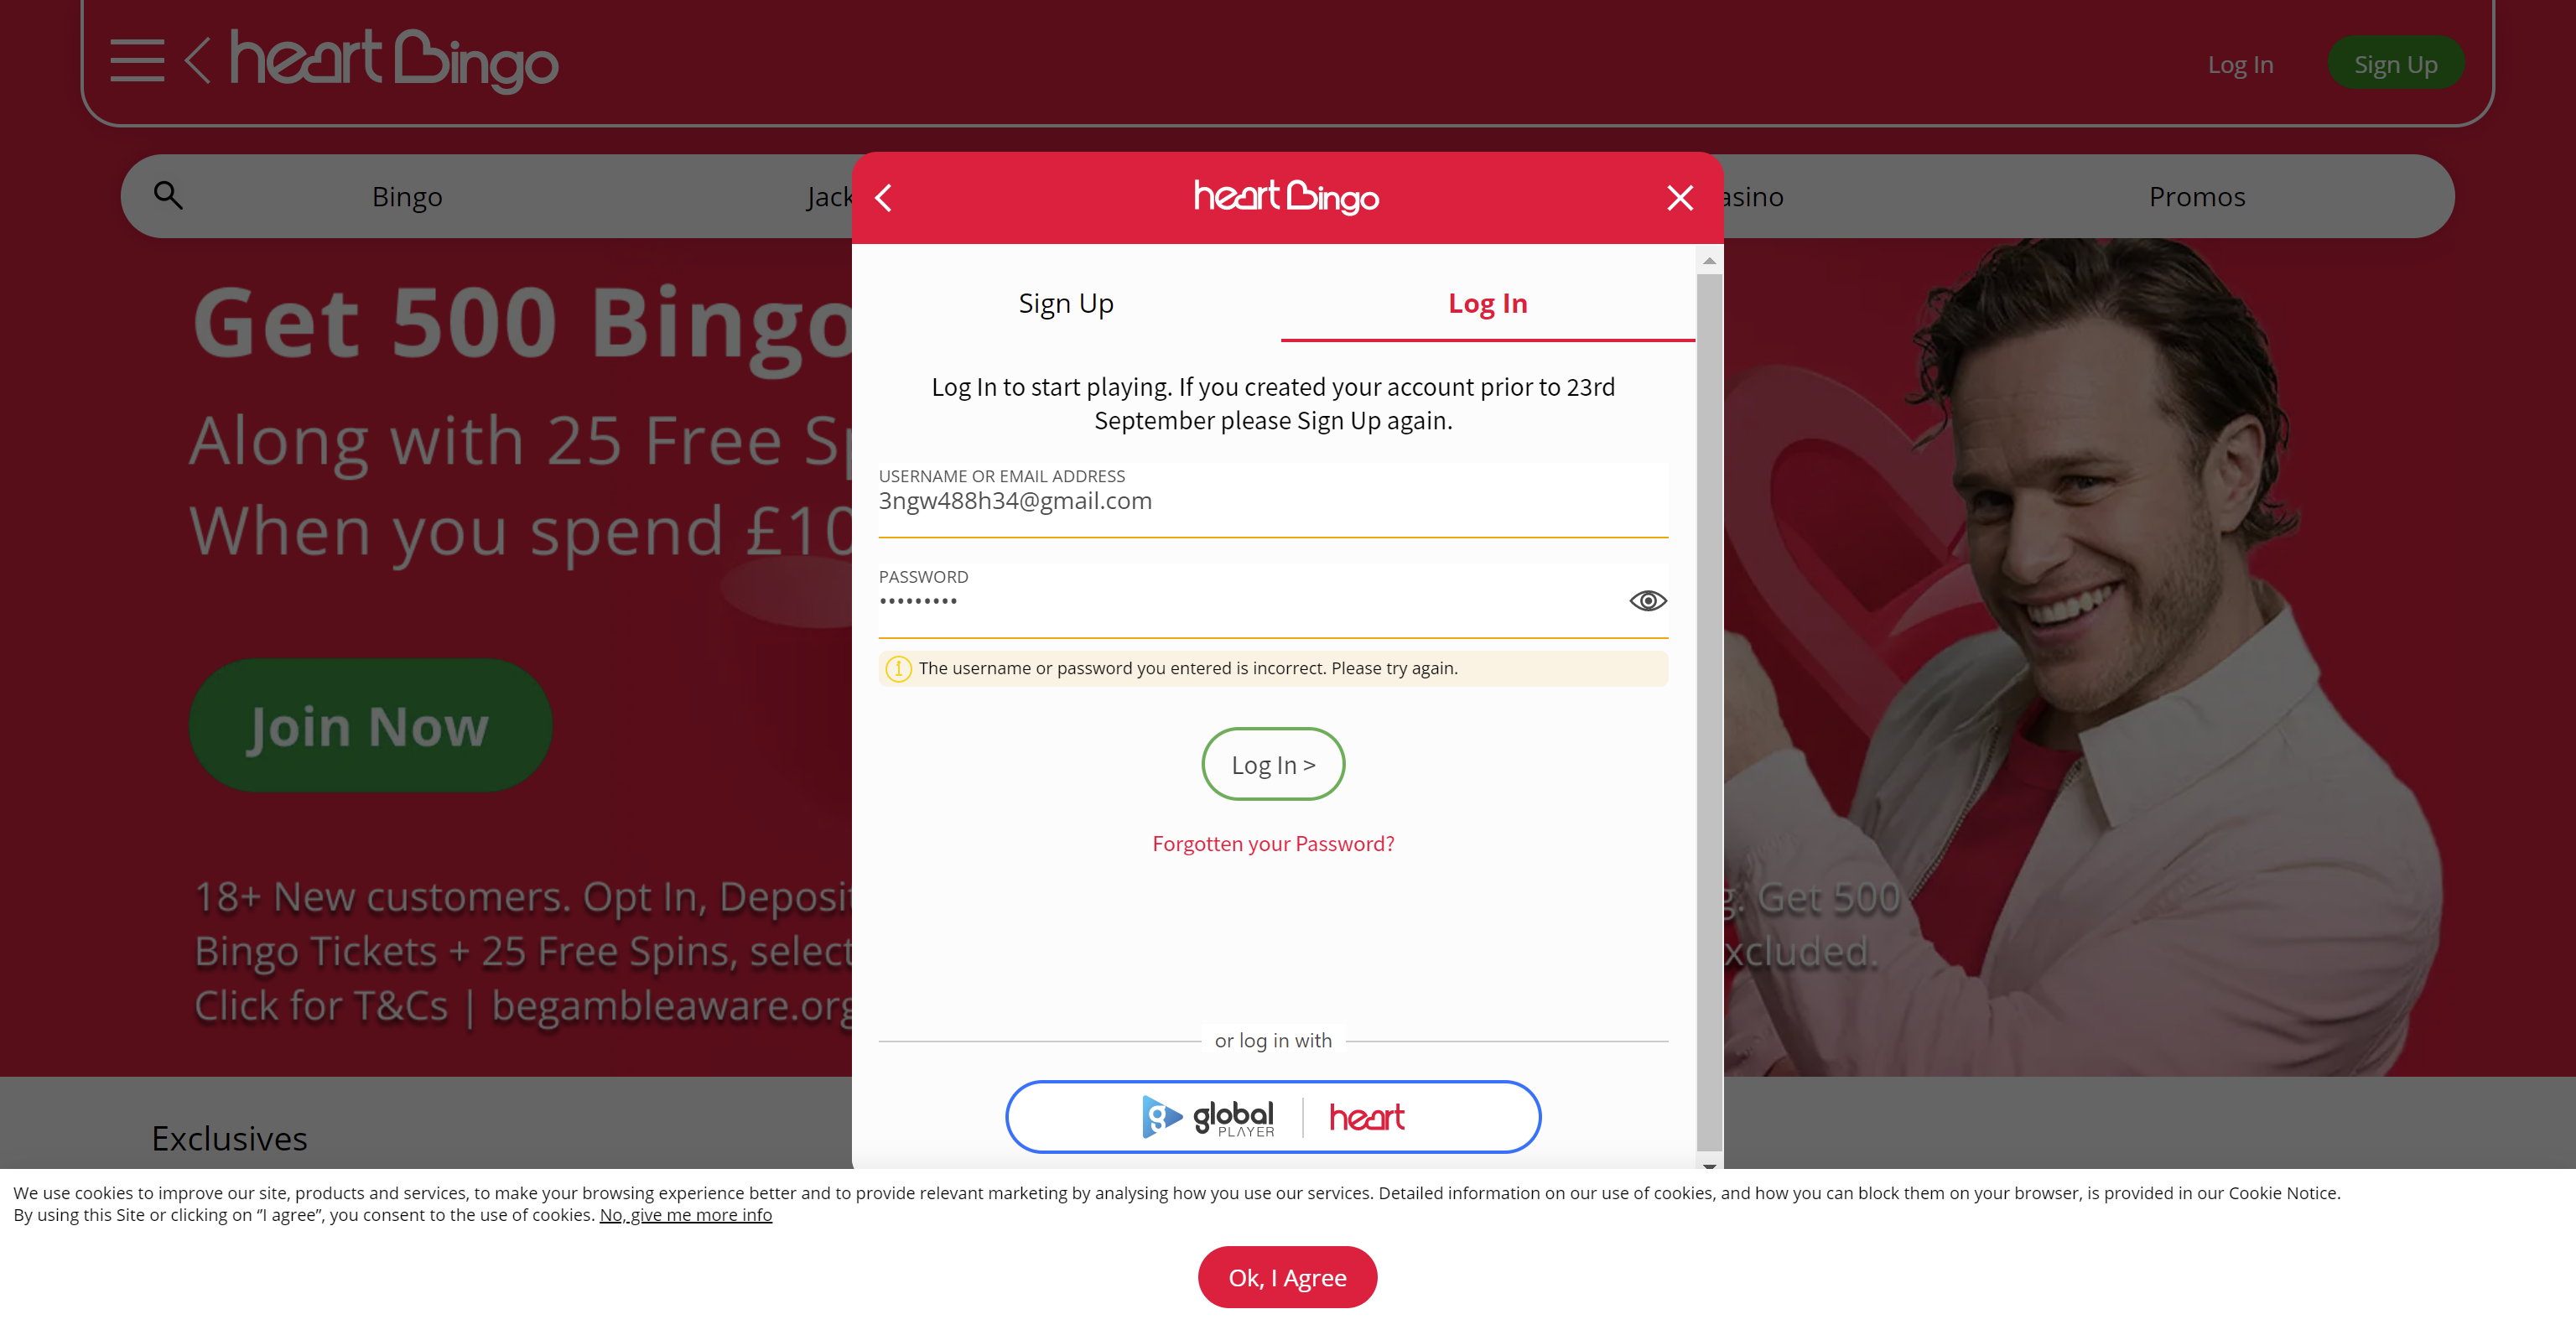 heart Bingo
Log In
Sign Up
Bingo
Jack
asino
Promos
Get 500 Bingo
Along with 25 Free Sp
When you spend £10
Join Now
18+ New customers. Opt In, Deposit
g. Get 500
Bingo Tickets + 25 Free Spins, select
xcluded.
Click for T&Cs | begambleaware.org
Exclusives
heart Bingo
Sign Up
Log In
Log In to start playing. If you created your account prior to 23rd
September please Sign Up again.
USERNAME OR EMAIL ADDRESS
3ngw488h34@gmail.com
PASSWORD
•••••••••
The username or password you entered is incorrect. Please try again.
Log In >
Forgotten your Password?
or log in with
global PLAYER
heart
We use cookies to improve our site, products and services, to make your browsing experience better and to provide relevant marketing by analysing how you use our services. Detailed information on our use of cookies, and how you can block them on your browser, is provided in our Cookie Notice.
By using this Site or clicking on “I agree”, you consent to the use of cookies. No, give me more info
Ok, I Agree